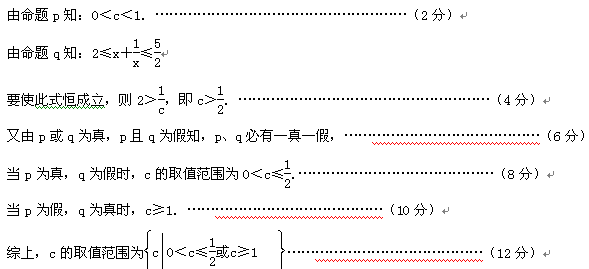 由命题p知：0＜c＜1. ………………………………………（2分）
由命题q知：2≤x＋1/x≤5/2
要使此式恒成立，则2＞1/c，即c＞1/2. ………………………………………（4分）
又由p或q为真，p且q为假知，p、q必有一真一假，………………………………（6分）
当p为真，q为假时，c的取值范围为0＜c≤1/2. ………………………………（8分）
当p为假，q为真时，c≥1. ………………………………（10分）
综上，c的取值范围为{c|0＜c≤1/2或c≥1 }………………………………（12分）